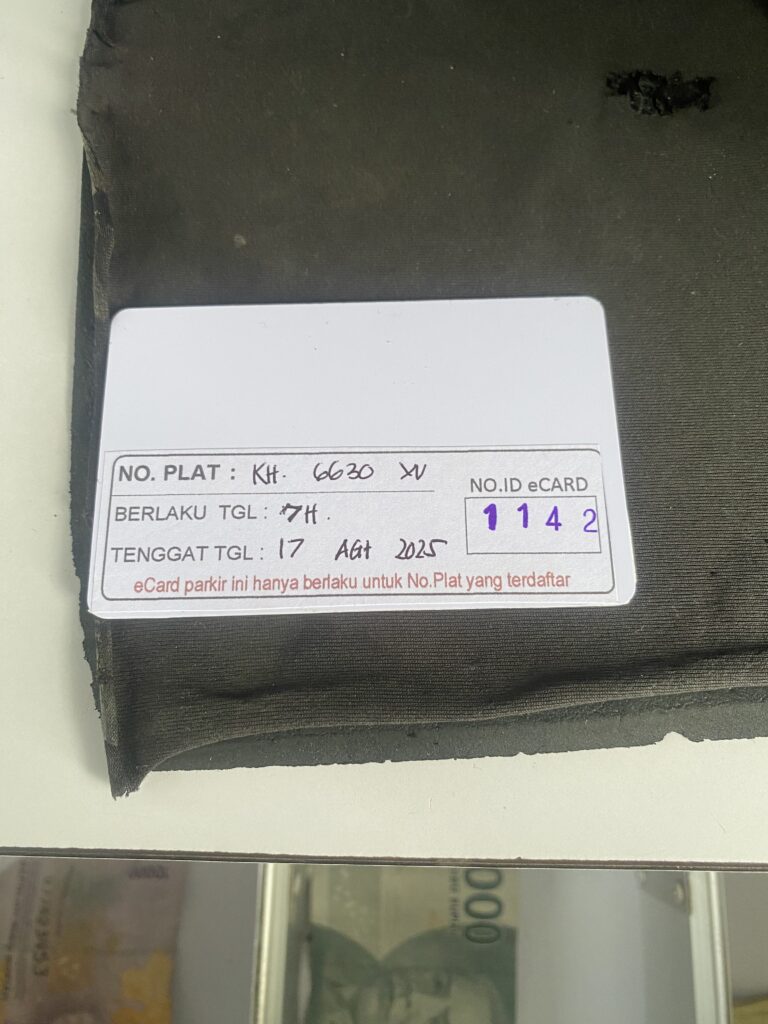 NO. PLAT : KH. 6630 XV
BERLAKU TGL : 7H.
TENGGAT TGL : 17 AGT 2025
NO.ID eCARD
1142
eCard parkir ini hanya berlaku untuk No.Plat yang terdaftar
000